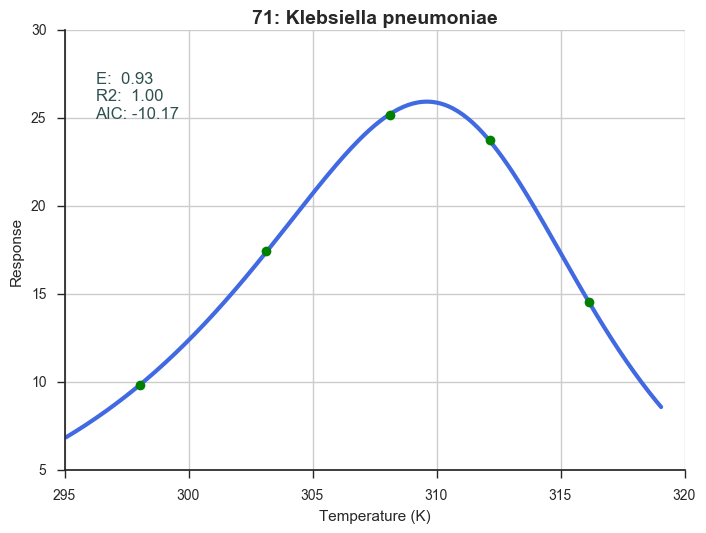 71: Klebsiella pneumoniae
E:  0.93
R2:  1.00
AIC: -10.17
30
25
20
15
10
5
Response
295
300
305
310
315
320
Temperature (K)